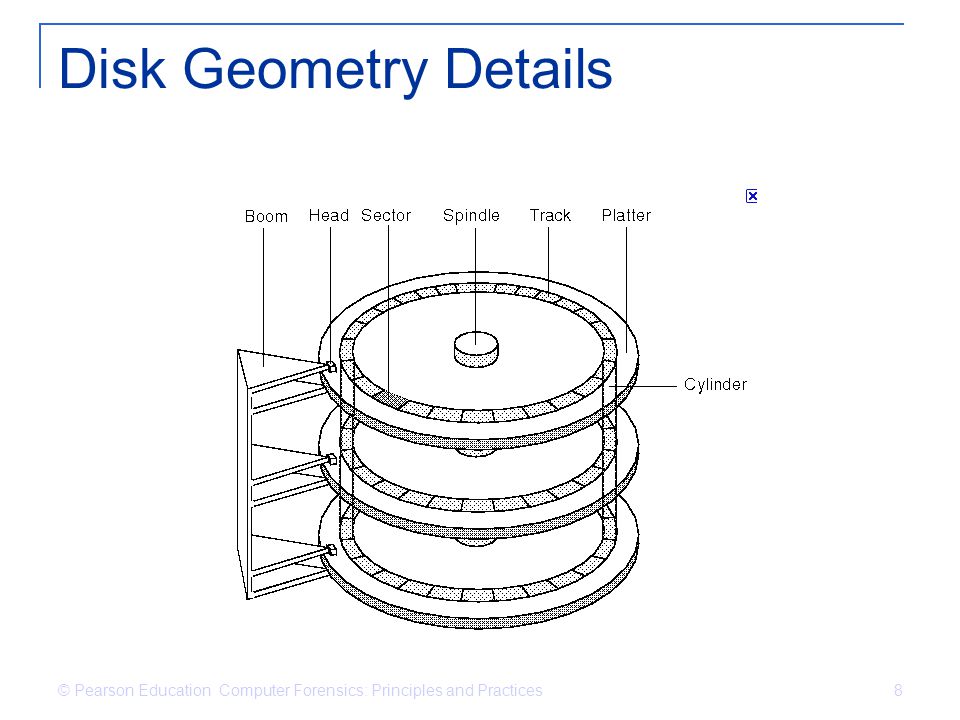 Disk Geometry Details
Boom Head Sector Spindle Track Platter
Cylinder
© Pearson Education Computer Forensics: Principles and Practices 8